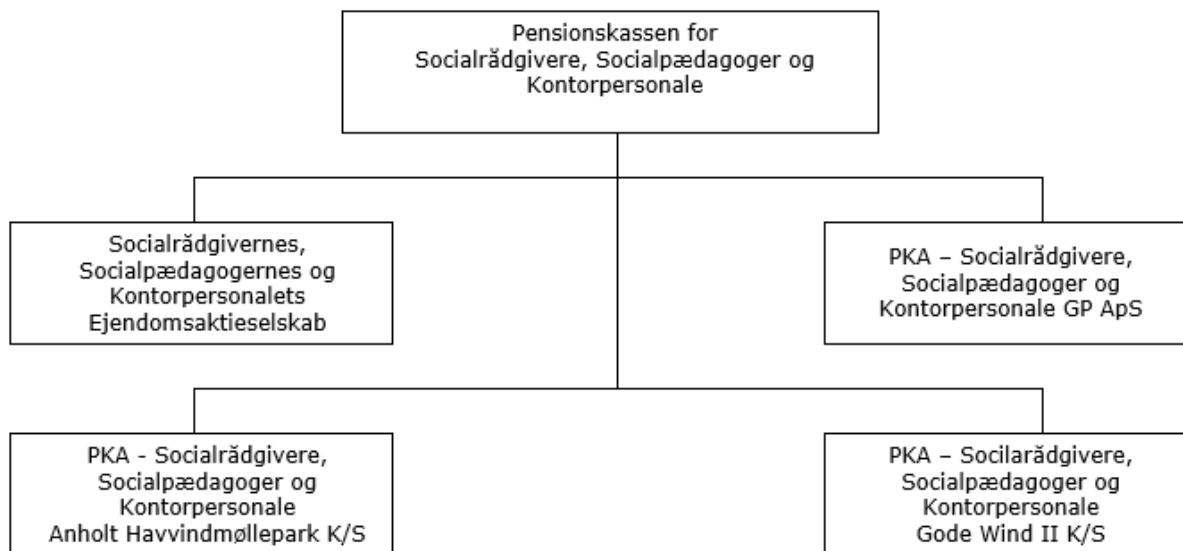 Pensionskassen for
Socialrådgivere, Socialpædagoger og
Kontorpersonale
Socialrådgivernes,
Socialpædagogernes og
Kontorpersonalets
Ejendomsaktieselskab
PKA – Socialrådgivere,
Socialpædagoger og
Kontorpersonale GP ApS
PKA - Socialrådgivere,
Socialpædagoger og
Kontorpersonale
Anholt Havvindmøllepark K/S
PKA – Socilarådgivere,
Socialpædagoger og
Kontorpersonale
Gode Wind II K/S